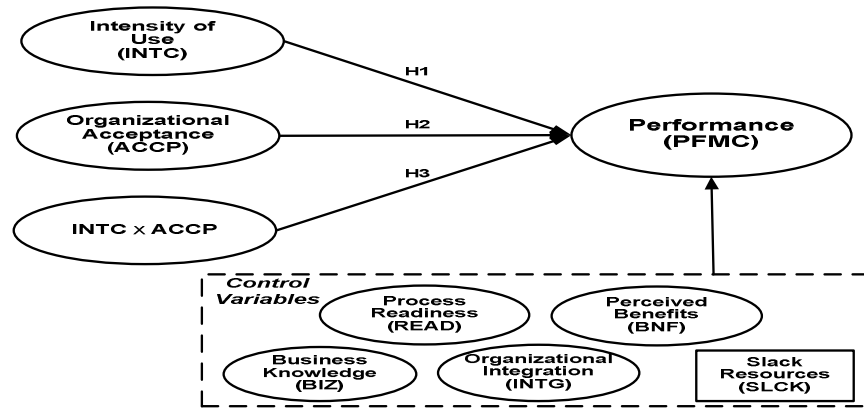 Intensity of
Use
(INTC)
H1
Organizational
Acceptance
(ACCP)
H2
Performance
(PFMC)
H3
INTC x ACCP
Control
Variables
Process
Readiness
(READ)
Perceived
Benefits
(BNF)
Business
Knowledge
(BIZ)
Organizational
Integration
(INTG)
Slack
Resources
(SLCK)